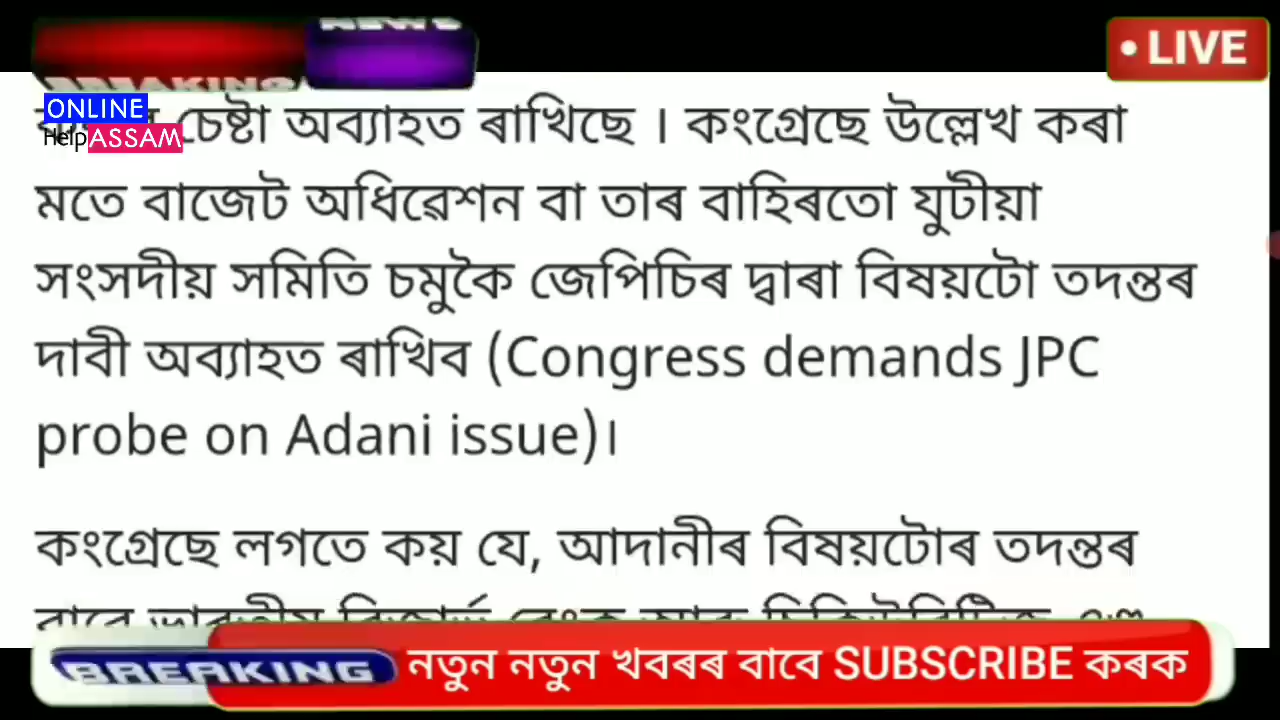 NEWS
BREAKING
LIVE
ONLINE
Help ASSAM
চেষ্টা অব্যাহত ৰাখিছে । কংগ্ৰেছে উল্লেখ কৰা
মতে বাজেট অধিৱেশন বা তাৰ বাহিৰতো যুটীয়া
সংসদীয় সমিতি চমুকৈ জেপিচিৰ দ্বাৰা বিষয়টো তদন্তৰ
দাবী অব্যাহত ৰাখিব (Congress demands JPC
probe on Adani issue)।
কংগ্ৰেছে লগতে কয় যে, আদানীৰ বিষয়টোৰ তদন্তৰ
BREAKING
নতুন নতুন খবৰৰ বাবে SUBSCRIBE কৰক